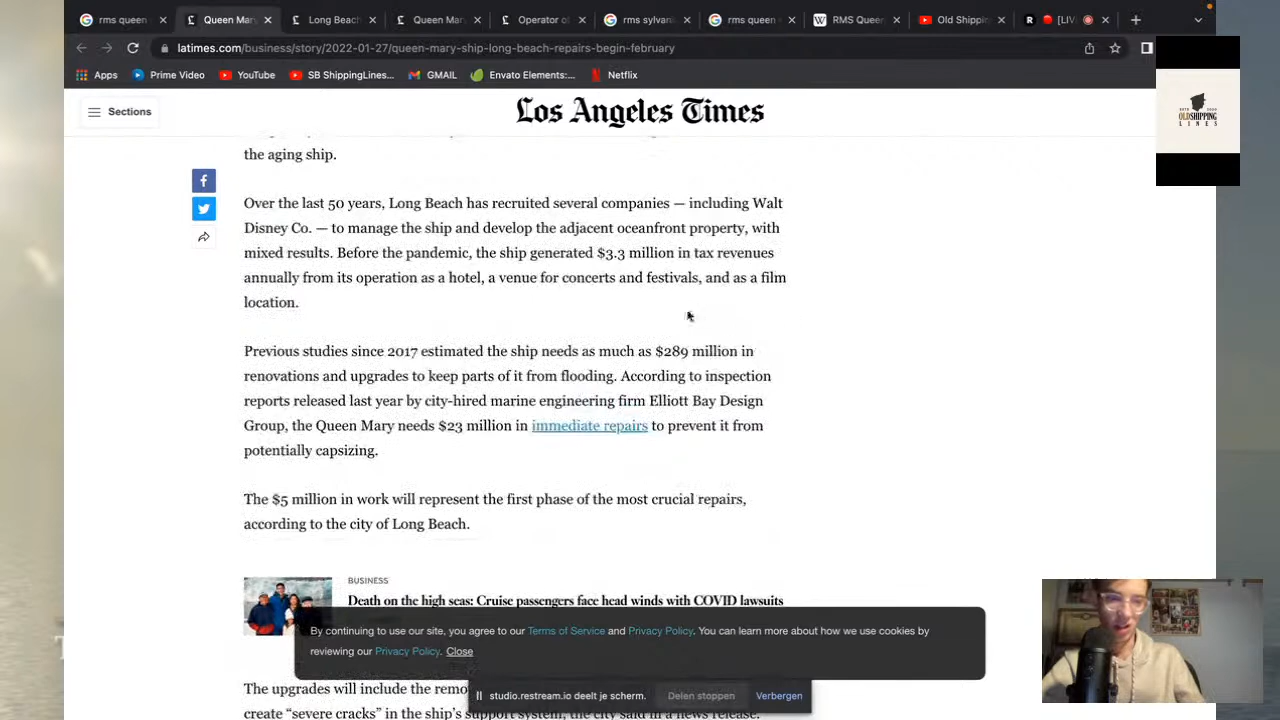 rms queen
Queen Mary
Long Beach
Queen Mary
Operator o
rms sylvani
rms queen
RMS Queen
Old Shippin
[LIV
latimes.com/business/story/2022-01-27/queen-mary-ship-long-beach-repairs-begin-february
Apps
Prime Video
YouTube
SB ShippingLines...
GMAIL
Envato Elements:...
Netflix
Sections
Los Angeles Times
OLDSHIPPING
LINES
the aging ship.
Over the last 50 years, Long Beach has recruited several companies — including Walt
Disney Co. — to manage the ship and develop the adjacent oceanfront property, with
mixed results. Before the pandemic, the ship generated $3.3 million in tax revenues
annually from its operation as a hotel, a venue for concerts and festivals, and as a film
location.
Previous studies since 2017 estimated the ship needs as much as $289 million in
renovations and upgrades to keep parts of it from flooding. According to inspection
reports released last year by city-hired marine engineering firm Elliott Bay Design
Group, the Queen Mary needs $23 million in immediate repairs to prevent it from
potentially capsizing.
The $5 million in work will represent the first phase of the most crucial repairs,
according to the city of Long Beach.
BUSINESS
Death on the high seas: Cruise passengers face head winds with COVID lawsuits
By continuing to use our site, you agree to our Terms of Service and Privacy Policy. You can learn more about how we use cookies by
reviewing our Privacy Policy. Close
The upgrades will include the remo
studio.restream.io deelt je scherm.
Delen stoppen
Verbergen
create “severe cracks” in the ship’s support system, the city said in a news release.